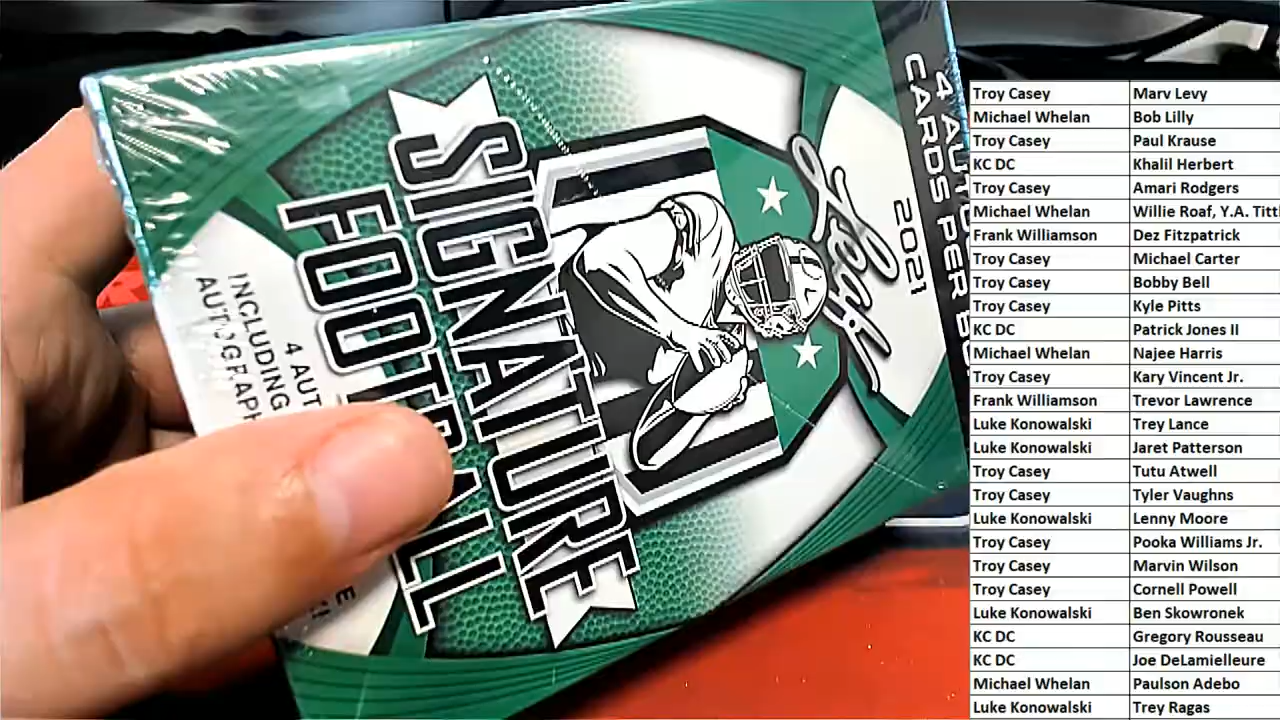 4 AUTO
CARDS PER
2021
Leaf
SIGNATURE
FOOTBALL
4 AUT
INCLUDING
AUTOGRAPH
Troy Casey Marv Levy
Michael Whelan Bob Lilly
Troy Casey Paul Krause
KC DC Khalil Herbert
Troy Casey Amari Rodgers
Michael Whelan Willie Roaf, Y.A. Titt
Frank Williamson Dez Fitzpatrick
Troy Casey Michael Carter
Troy Casey Bobby Bell
Troy Casey Kyle Pitts
KC DC Patrick Jones II
Michael Whelan Najee Harris
Troy Casey Kary Vincent Jr.
Frank Williamson Trevor Lawrence
Luke Konowalski Trey Lance
Luke Konowalski Jaret Patterson
Troy Casey Tutu Atwell
Troy Casey Tyler Vaughns
Luke Konowalski Lenny Moore
Troy Casey Pooka Williams Jr.
Troy Casey Marvin Wilson
Troy Casey Cornell Powell
Luke Konowalski Ben Skowronek
KC DC Gregory Rousseau
KC DC Joe DeLamielleure
Michael Whelan Paulson Adebo
Luke Konowalski Trey Ragas